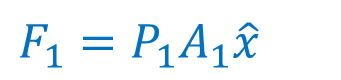 F₁ = P₁A₁x̂